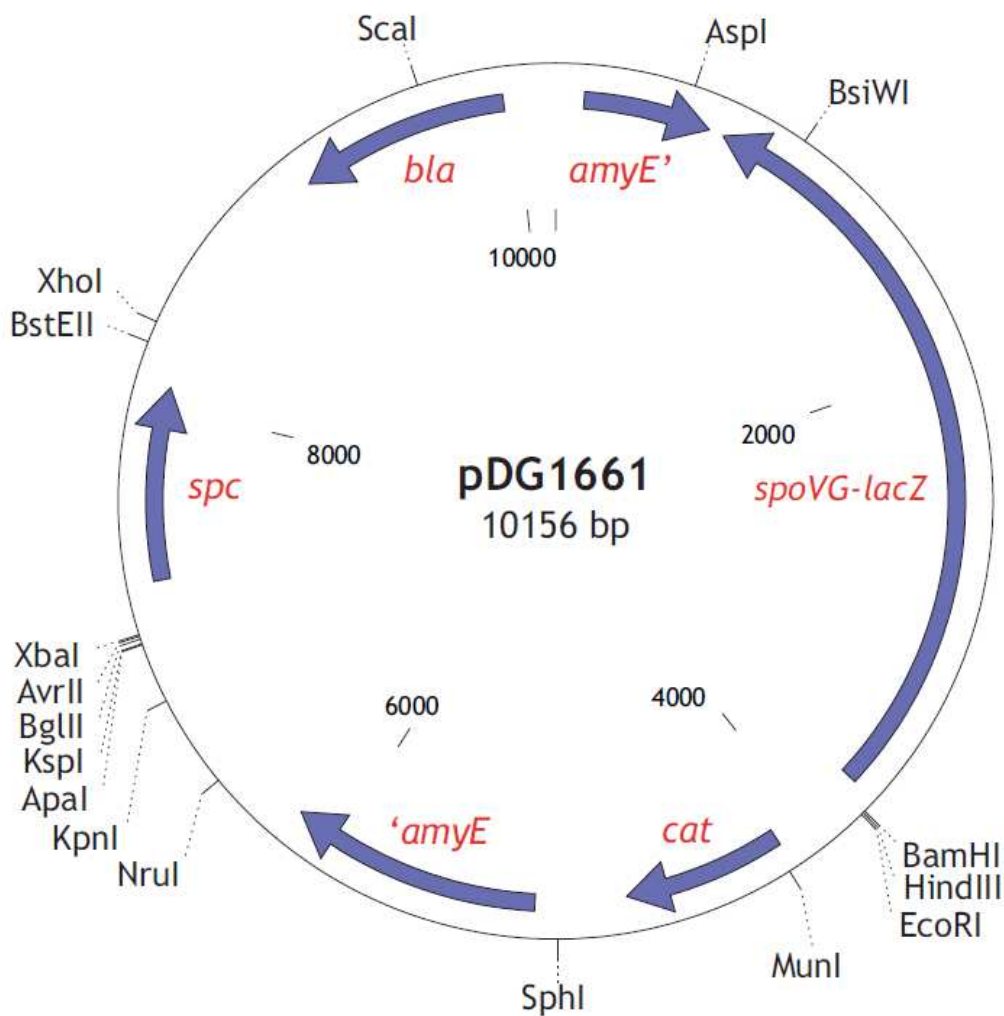 ScaI
AspI
BsiWI
bla
amyE’
10000
XhoI
BstEII
2000
8000
pDG1661
spc
spoVG-lacZ
10156 bp
XbaI
AvrII
BglII
KspI
ApaI
KpnI
NruI
6000
4000
‘amyE
cat
BamHI
HindIII
EcoRI
MunI
SphI